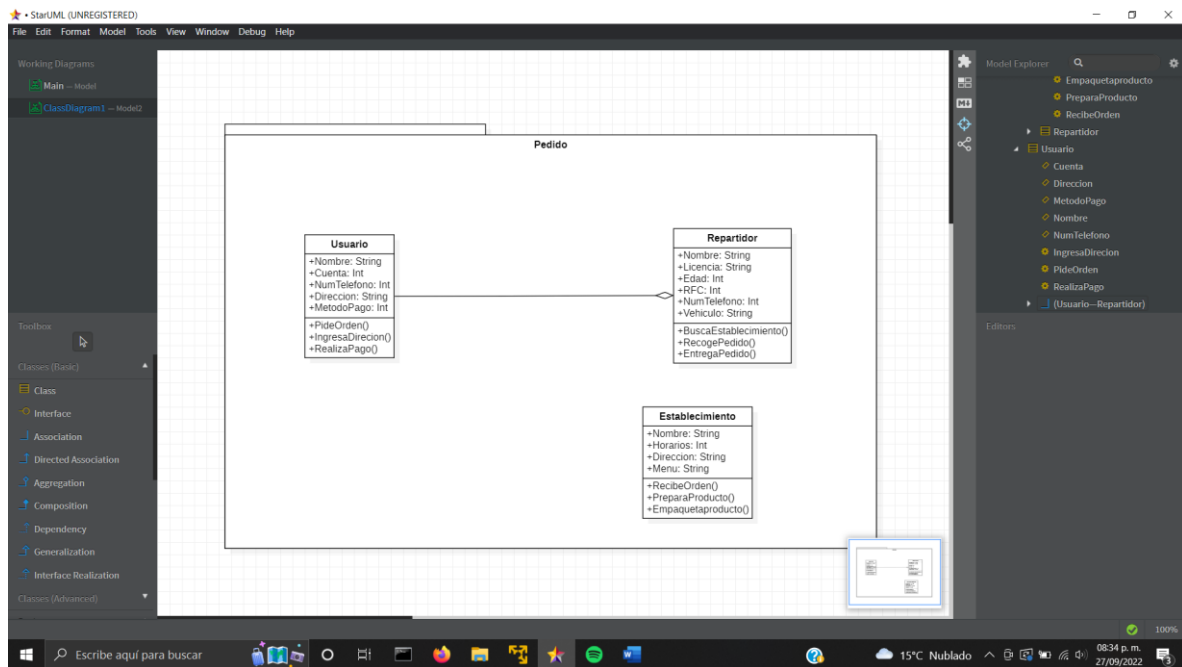 StarUML (UNREGISTERED)
File Edit Format Model Tools View Window Debug Help
Working Diagrams
Main — Model
ClassDiagram1 — Model2
Toolbox
Classes (Basic)
Class
Interface
Association
Directed Association
Aggregation
Composition
Dependency
Generalization
Interface Realization
Classes (Advanced)
Pedido
Usuario
+Nombre: String
+Cuenta: Int
+NumTelefono: Int
+Direccion: String
+MetodoPago: Int
+PideOrden()
+IngresaDirecion()
+RealizaPago()
Repartidor
+Nombre: String
+Licencia: String
+Edad: Int
+RFC: Int
+NumTelefono: Int
+Vehiculo: String
+BuscaEstablecimiento()
+RecogePedido()
+EntregaPedido()
Establecimiento
+Nombre: String
+Horarios: Int
+Direccion: String
+Menu: String
+RecibeOrden()
+PreparaProducto()
+Empaquetaproducto()
M
Model Explorer
Empaquetaproducto
PreparaProducto
RecibeOrden
Repartidor
Usuario
Cuenta
Direccion
MetodoPago
Nombre
NumTelefono
IngresaDirecion
PideOrden
RealizaPago
(Usuario—Repartidor)
Editors
100%
Escribe aquí para buscar
15°C Nublado
08:34 p. m.
27/09/2022
3